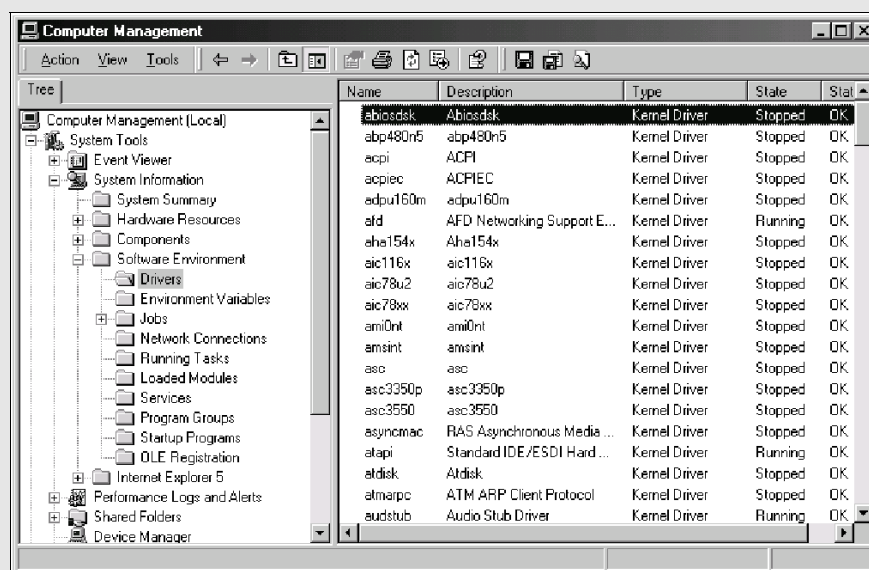 Computer Management
Action View Tools
Tree
Computer Management (Local)
System Tools
Event Viewer
System Information
System Summary
Hardware Resources
Components
Software Environment
Drivers
Environment Variables
Jobs
Network Connections
Running Tasks
Loaded Modules
Services
Program Groups
Startup Programs
OLE Registration
Internet Explorer 5
Performance Logs and Alerts
Shared Folders
Device Manager
Name Description Type State Stat
abiosdsk Abiosdsk Kernel Driver Stopped OK
abp480n5 abp480n5 Kernel Driver Stopped OK
acpi ACPI Kernel Driver Stopped OK
acpiec ACPIEC Kernel Driver Stopped OK
adpu160m adpu160m Kernel Driver Stopped OK
afd AFD Networking Support E... Kernel Driver Running OK
aha154x Aha154x Kernel Driver Stopped OK
aic116x aic116x Kernel Driver Stopped OK
aic78u2 aic78u2 Kernel Driver Stopped OK
aic78xx aic78xx Kernel Driver Stopped OK
ami0nt ami0nt Kernel Driver Stopped OK
amsint amsint Kernel Driver Stopped OK
asc asc Kernel Driver Stopped OK
asc3350p asc3350p Kernel Driver Stopped OK
asc3550 asc3550 Kernel Driver Stopped OK
asyncmac RAS Asynchronous Media ... Kernel Driver Stopped OK
atapi Standard IDE/ESDI Hard ... Kernel Driver Running OK
atdisk Atdisk Kernel Driver Stopped OK
atmarpc ATM ARP Client Protocol Kernel Driver Stopped OK
audstub Audio Stub Driver Kernel Driver Running OK